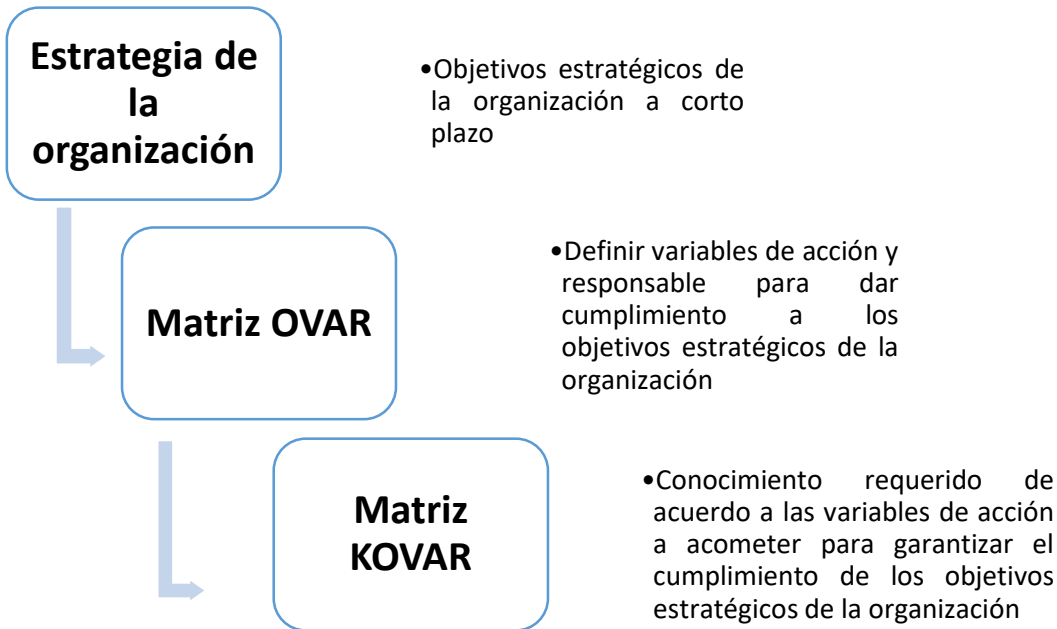 Estrategia de
la
organización
•Objetivos estratégicos de
la organización a corto
plazo
Matriz OVAR
•Definir variables de acción y
responsable para dar
cumplimiento a los
objetivos estratégicos de la
organización
Matriz
KOVAR
•Conocimiento requerido de
acuerdo a las variables de acción
a acometer para garantizar el
cumplimiento de los objetivos
estratégicos de la organización